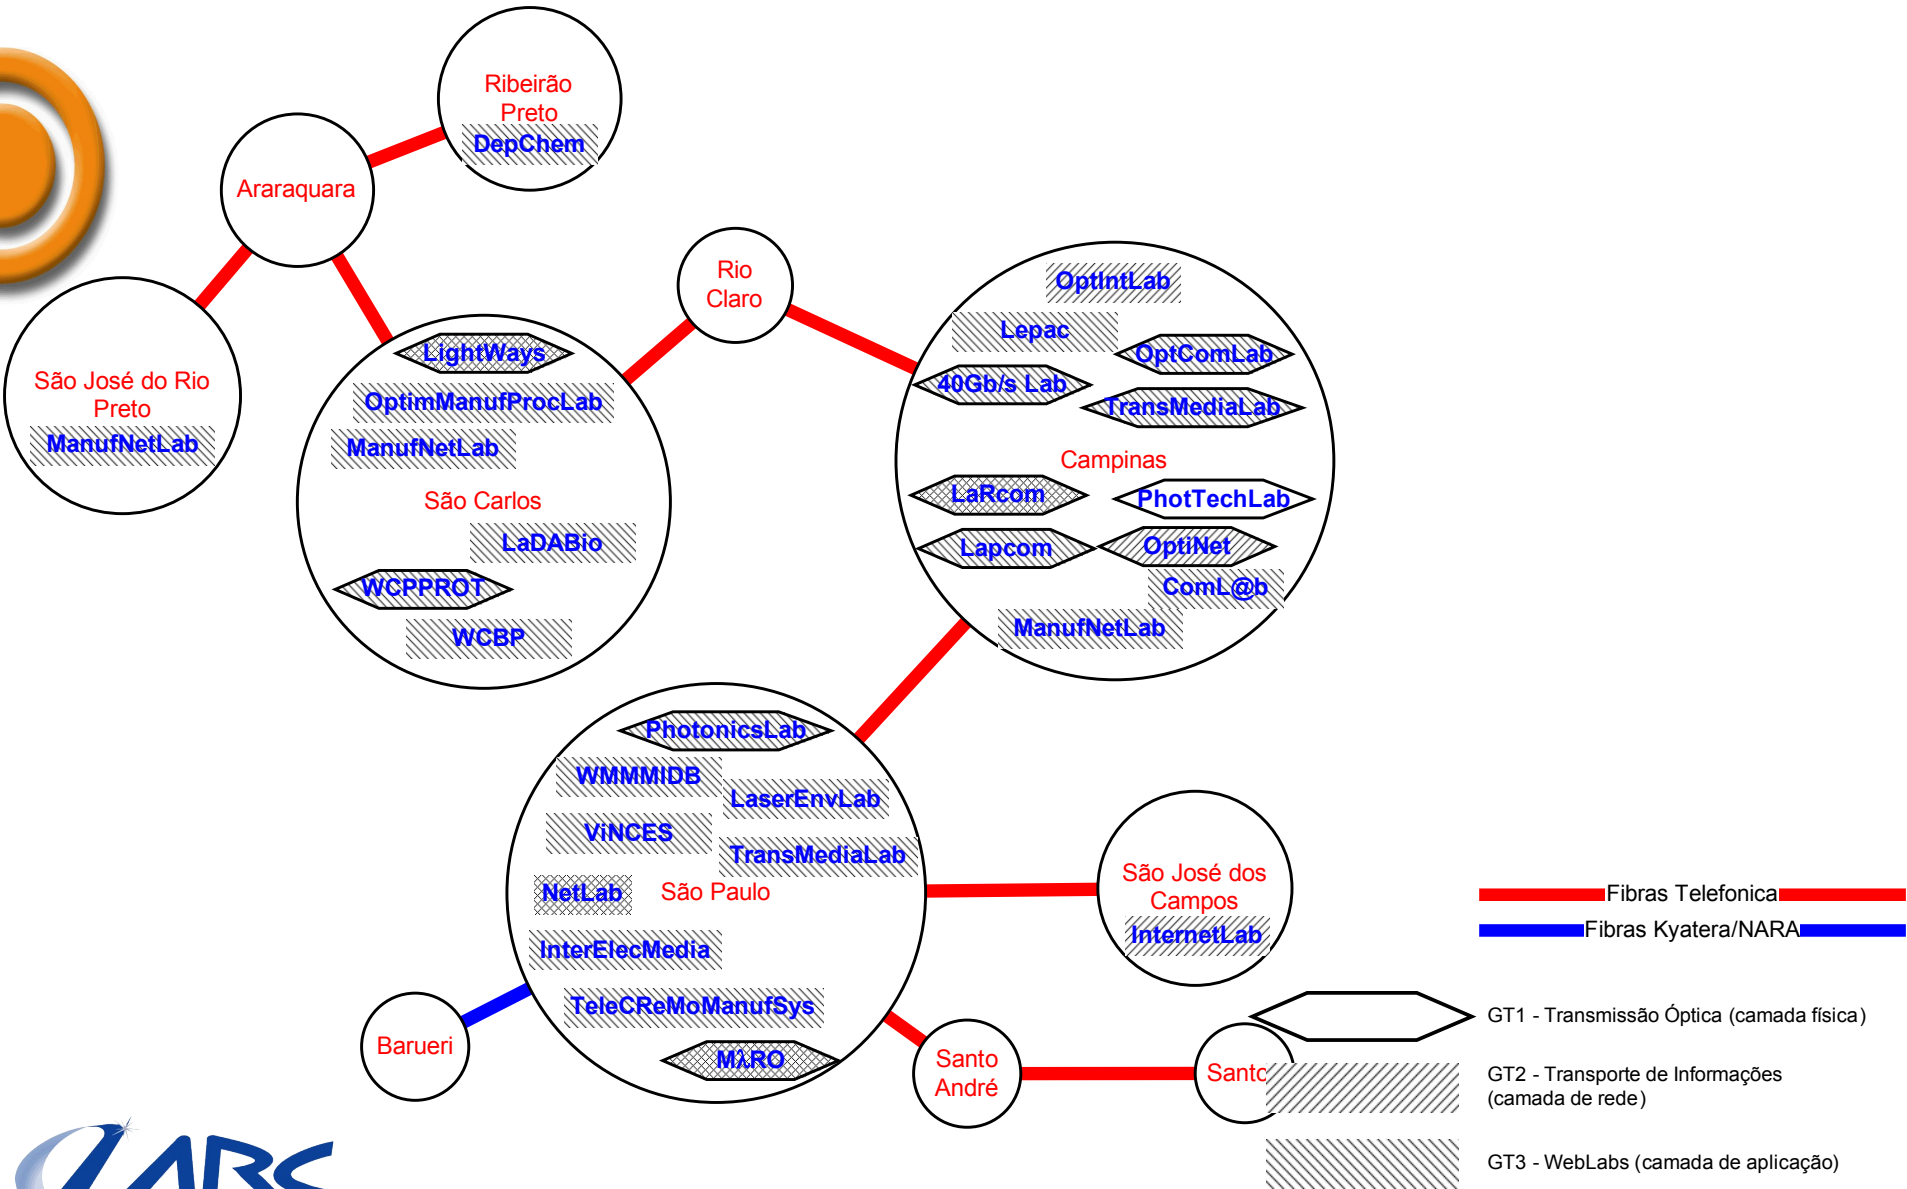 Ribeirão
Preto
DepChem
Araraquara
Rio
Claro
São José do Rio
Preto
ManufNetLab
LightWays
OptimManufProcLab
ManufNetLab
São Carlos
LaDABio
WCPPROT
WCBP
OptIntLab
Lepac
OptComLab
40Gb/s Lab
TransMediaLab
Campinas
LaRcom
PhotTechLab
Lapcom
OptiNet
ComL@b
ManufNetLab
PhotonicsLab
WMMMIDB
LaserEnvLab
ViNCES
TransMediaLab
NetLab
São Paulo
InterElecMedia
TeleCReMoManufSys
MλRO
São José dos
Campos
InternetLab
Barueri
Santo
André
Santo
Fibras Telefonica
Fibras Kyatera/NARA
GT1 - Transmissão Óptica (camada física)
GT2 - Transporte de Informações
(camada de rede)
GT3 - WebLabs (camada de aplicação)
LARC